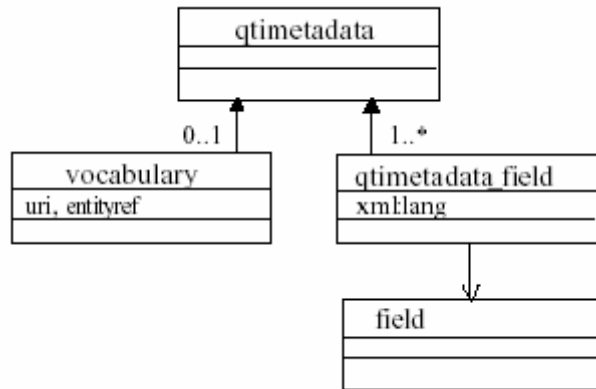 qtimetadata
0..1
1..*
vocabulary
uri, entityref
qtimetadata_field
xml:lang
field